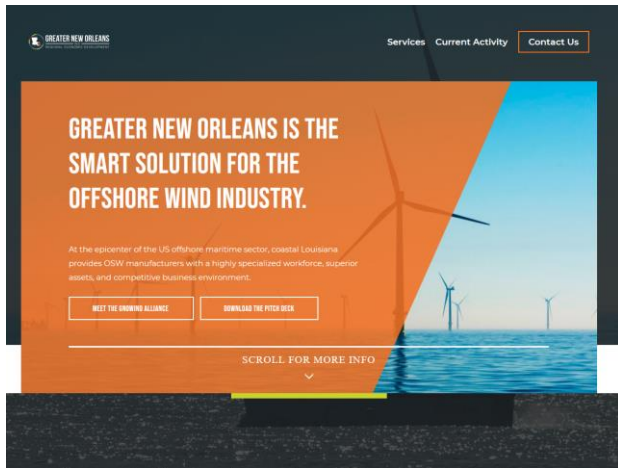 GREATER NEW ORLEANS
Services Current Activity Contact Us
GREATER NEW ORLEANS IS THE
SMART SOLUTION FOR THE
OFFSHORE WIND INDUSTRY.
At the epicenter of the US offshore maritime sector, coastal Louisiana
provides OSW manufacturers with a highly specialized workforce, superior
assets, and competitive business environment.
MEET THE GNOWIND ALLIANCE DOWNLOAD THE PITCH DECK
SCROLL FOR MORE INFO